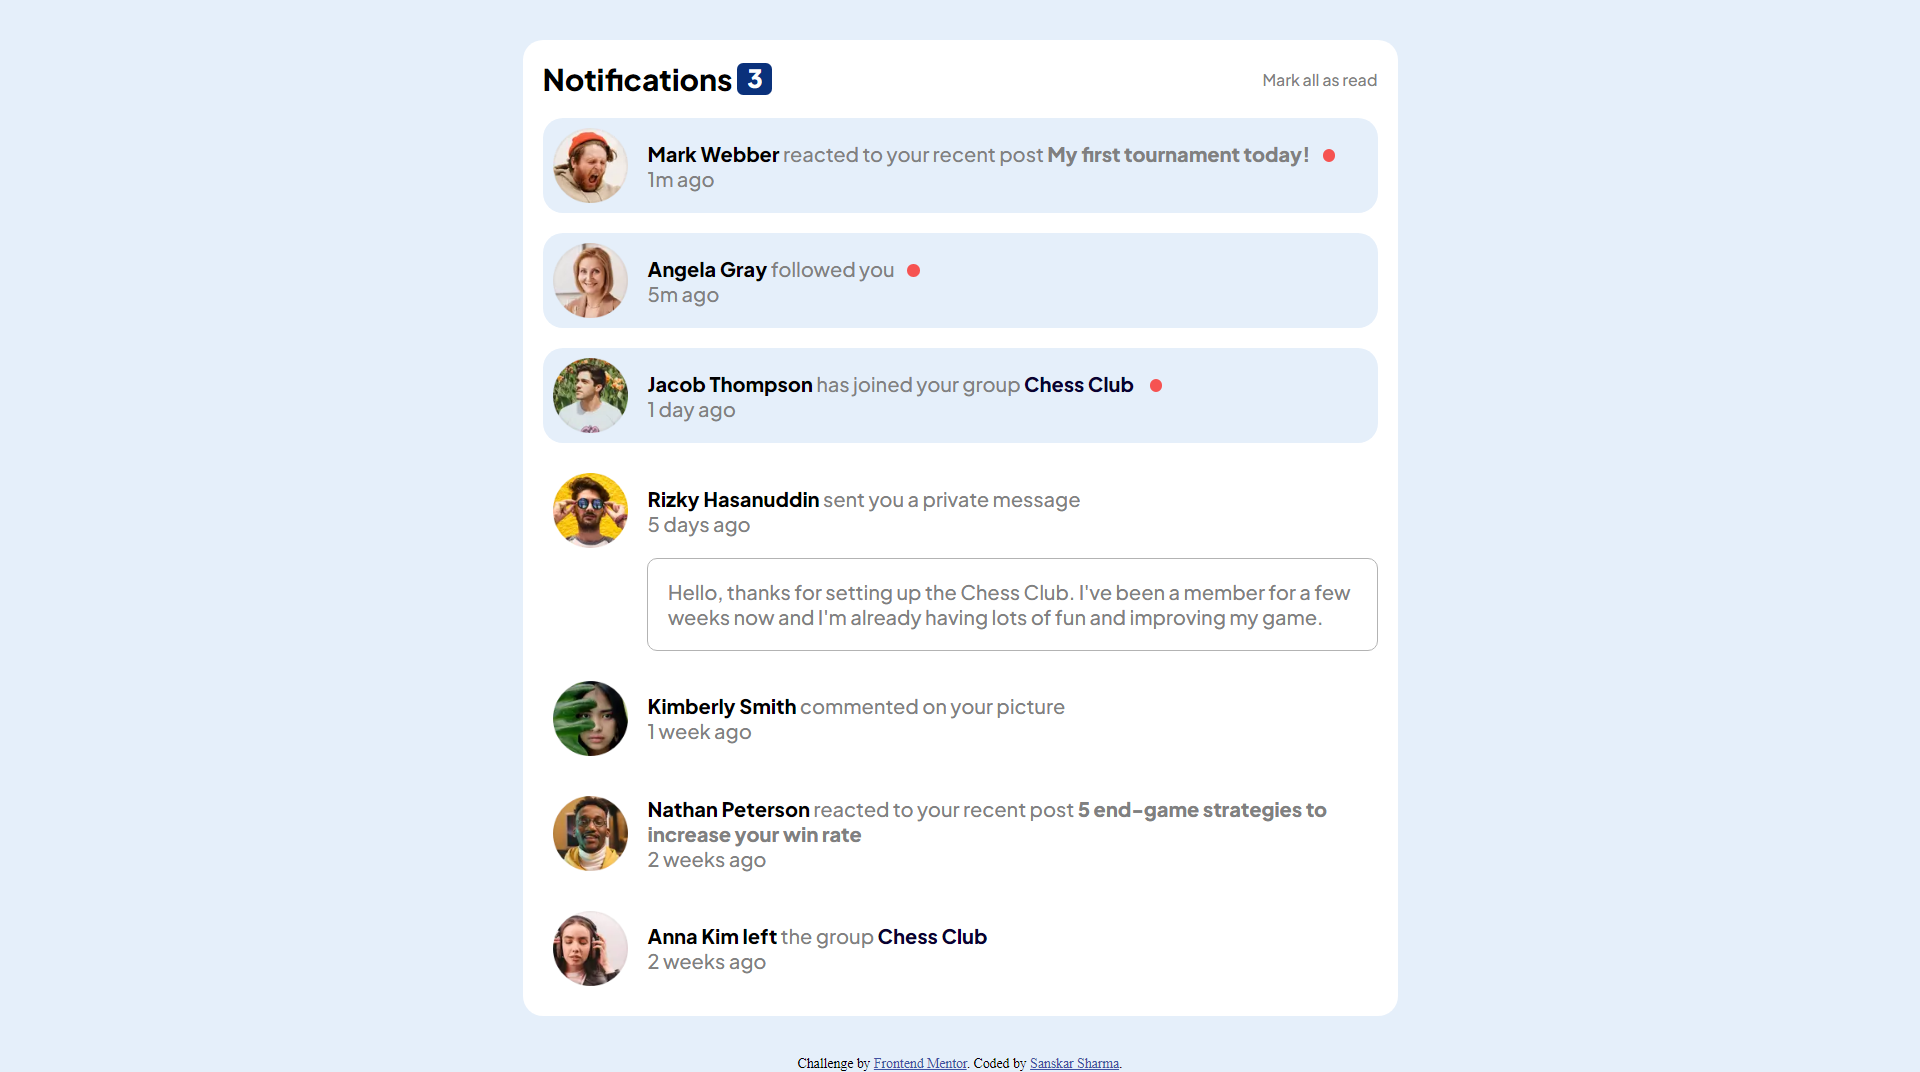 Notifications 3
Mark all as read
Mark Webber reacted to your recent post My first tournament today!
1m ago
Angela Gray followed you
5m ago
Jacob Thompson has joined your group Chess Club
1 day ago
Rizky Hasanuddin sent you a private message
5 days ago
Hello, thanks for setting up the Chess Club. I've been a member for a few
weeks now and I'm already having lots of fun and improving my game.
Kimberly Smith commented on your picture
1 week ago
Nathan Peterson reacted to your recent post 5 end-game strategies to
increase your win rate
2 weeks ago
Anna Kim left the group Chess Club
2 weeks ago
Challenge by Frontend Mentor. Coded by Sanskar Sharma.